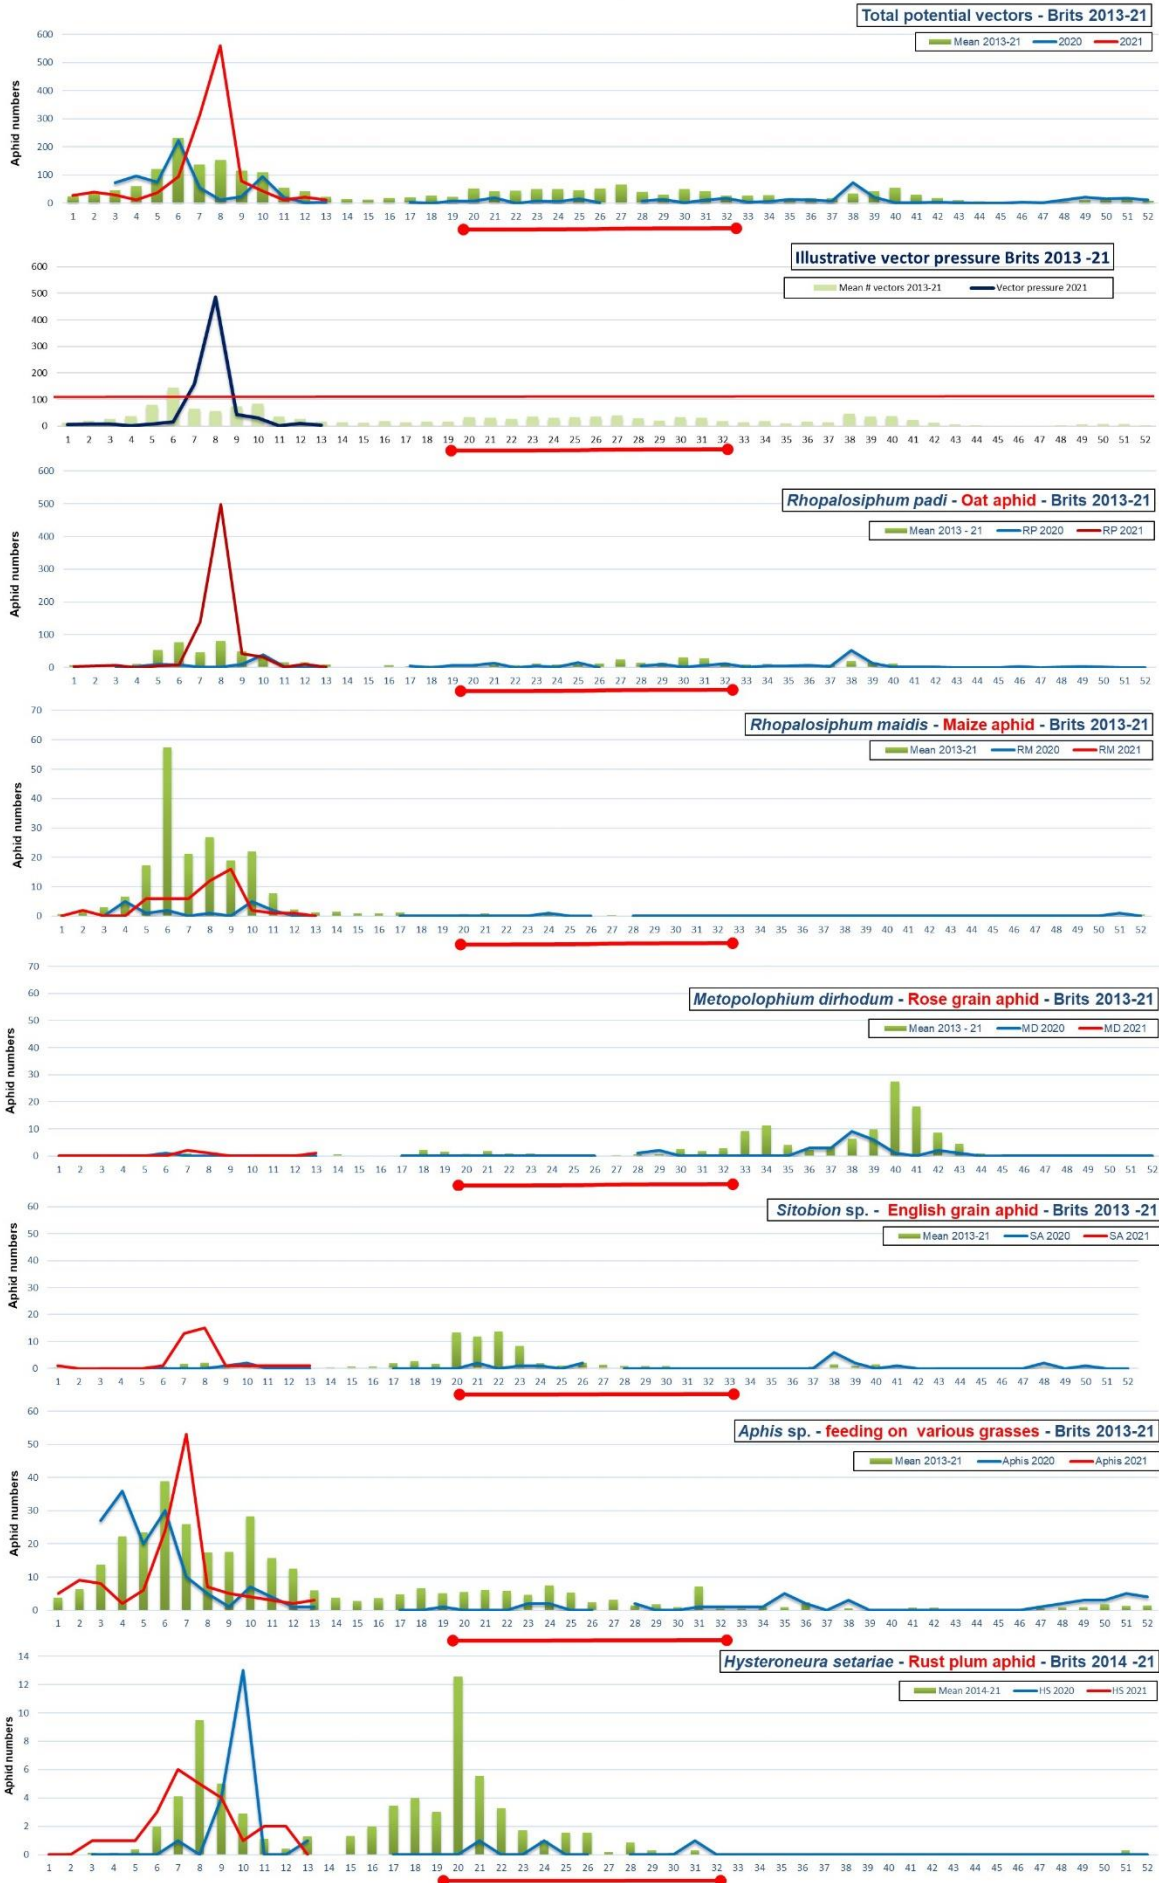 Total potential vectors - Brits 2013-21
Mean 2013-21 2020 2021
Aphid numbers
600
500
400
300
200
100
0
1 2 3 4 5 6 7 8 9 10 11 12 13 14 15 16 17 18 19 20 21 22 23 24 25 26 27 28 29 30 31 32 33 34 35 36 37 38 39 40 41 42 43 44 45 46 47 48 49 50 51 52
Illustrative vector pressure Brits 2013 -21
Mean # vectors 2013-21 Vector pressure 2021
600
500
400
300
200
100
0
1 2 3 4 5 6 7 8 9 10 11 12 13 14 15 16 17 18 19 20 21 22 23 24 25 26 27 28 29 30 31 32 33 34 35 36 37 38 39 40 41 42 43 44 45 46 47 48 49 50 51 52
Rhopalosiphum padi - Oat aphid - Brits 2013-21
Mean 2013 - 21 RP 2020 RP 2021
Aphid numbers
600
500
400
300
200
100
0
1 2 3 4 5 6 7 8 9 10 11 12 13 14 15 16 17 18 19 20 21 22 23 24 25 26 27 28 29 30 31 32 33 34 35 36 37 38 39 40 41 42 43 44 45 46 47 48 49 50 51 52
Rhopalosiphum maidis - Maize aphid - Brits 2013-21
Mean 2013-21 RM 2020 RM 2021
Aphid numbers
70
60
50
40
30
20
10
0
1 2 3 4 5 6 7 8 9 10 11 12 13 14 15 16 17 18 19 20 21 22 23 24 25 26 27 28 29 30 31 32 33 34 35 36 37 38 39 40 41 42 43 44 45 46 47 48 49 50 51 52
Metopolophium dirhodum - Rose grain aphid - Brits 2013-21
Mean 2013 - 21 MD 2020 MD 2021
Aphid numbers
70
60
50
40
30
20
10
0
1 2 3 4 5 6 7 8 9 10 11 12 13 14 15 16 17 18 19 20 21 22 23 24 25 26 27 28 29 30 31 32 33 34 35 36 37 38 39 40 41 42 43 44 45 46 47 48 49 50 51 52
Sitobion sp. - English grain aphid - Brits 2013 -21
Mean 2013-21 SA 2020 SA 2021
Aphid numbers
60
50
40
30
20
10
0
1 2 3 4 5 6 7 8 9 10 11 12 13 14 15 16 17 18 19 20 21 22 23 24 25 26 27 28 29 30 31 32 33 34 35 36 37 38 39 40 41 42 43 44 45 46 47 48 49 50 51 52
Aphis sp. - feeding on various grasses - Brits 2013-21
Mean 2013-21 Aphis 2020 Aphis 2021
Aphid numbers
60
50
40
30
20
10
0
1 2 3 4 5 6 7 8 9 10 11 12 13 14 15 16 17 18 19 20 21 22 23 24 25 26 27 28 29 30 31 32 33 34 35 36 37 38 39 40 41 42 43 44 45 46 47 48 49 50 51 52
Hysteroneura setariae - Rust plum aphid - Brits 2014 -21
Mean 2014-21 HS 2020 HS 2021
Aphid numbers
14
12
10
8
6
4
2
0
1 2 3 4 5 6 7 8 9 10 11 12 13 14 15 16 17 18 19 20 21 22 23 24 25 26 27 28 29 30 31 32 33 34 35 36 37 38 39 40 41 42 43 44 45 46 47 48 49 50 51 52